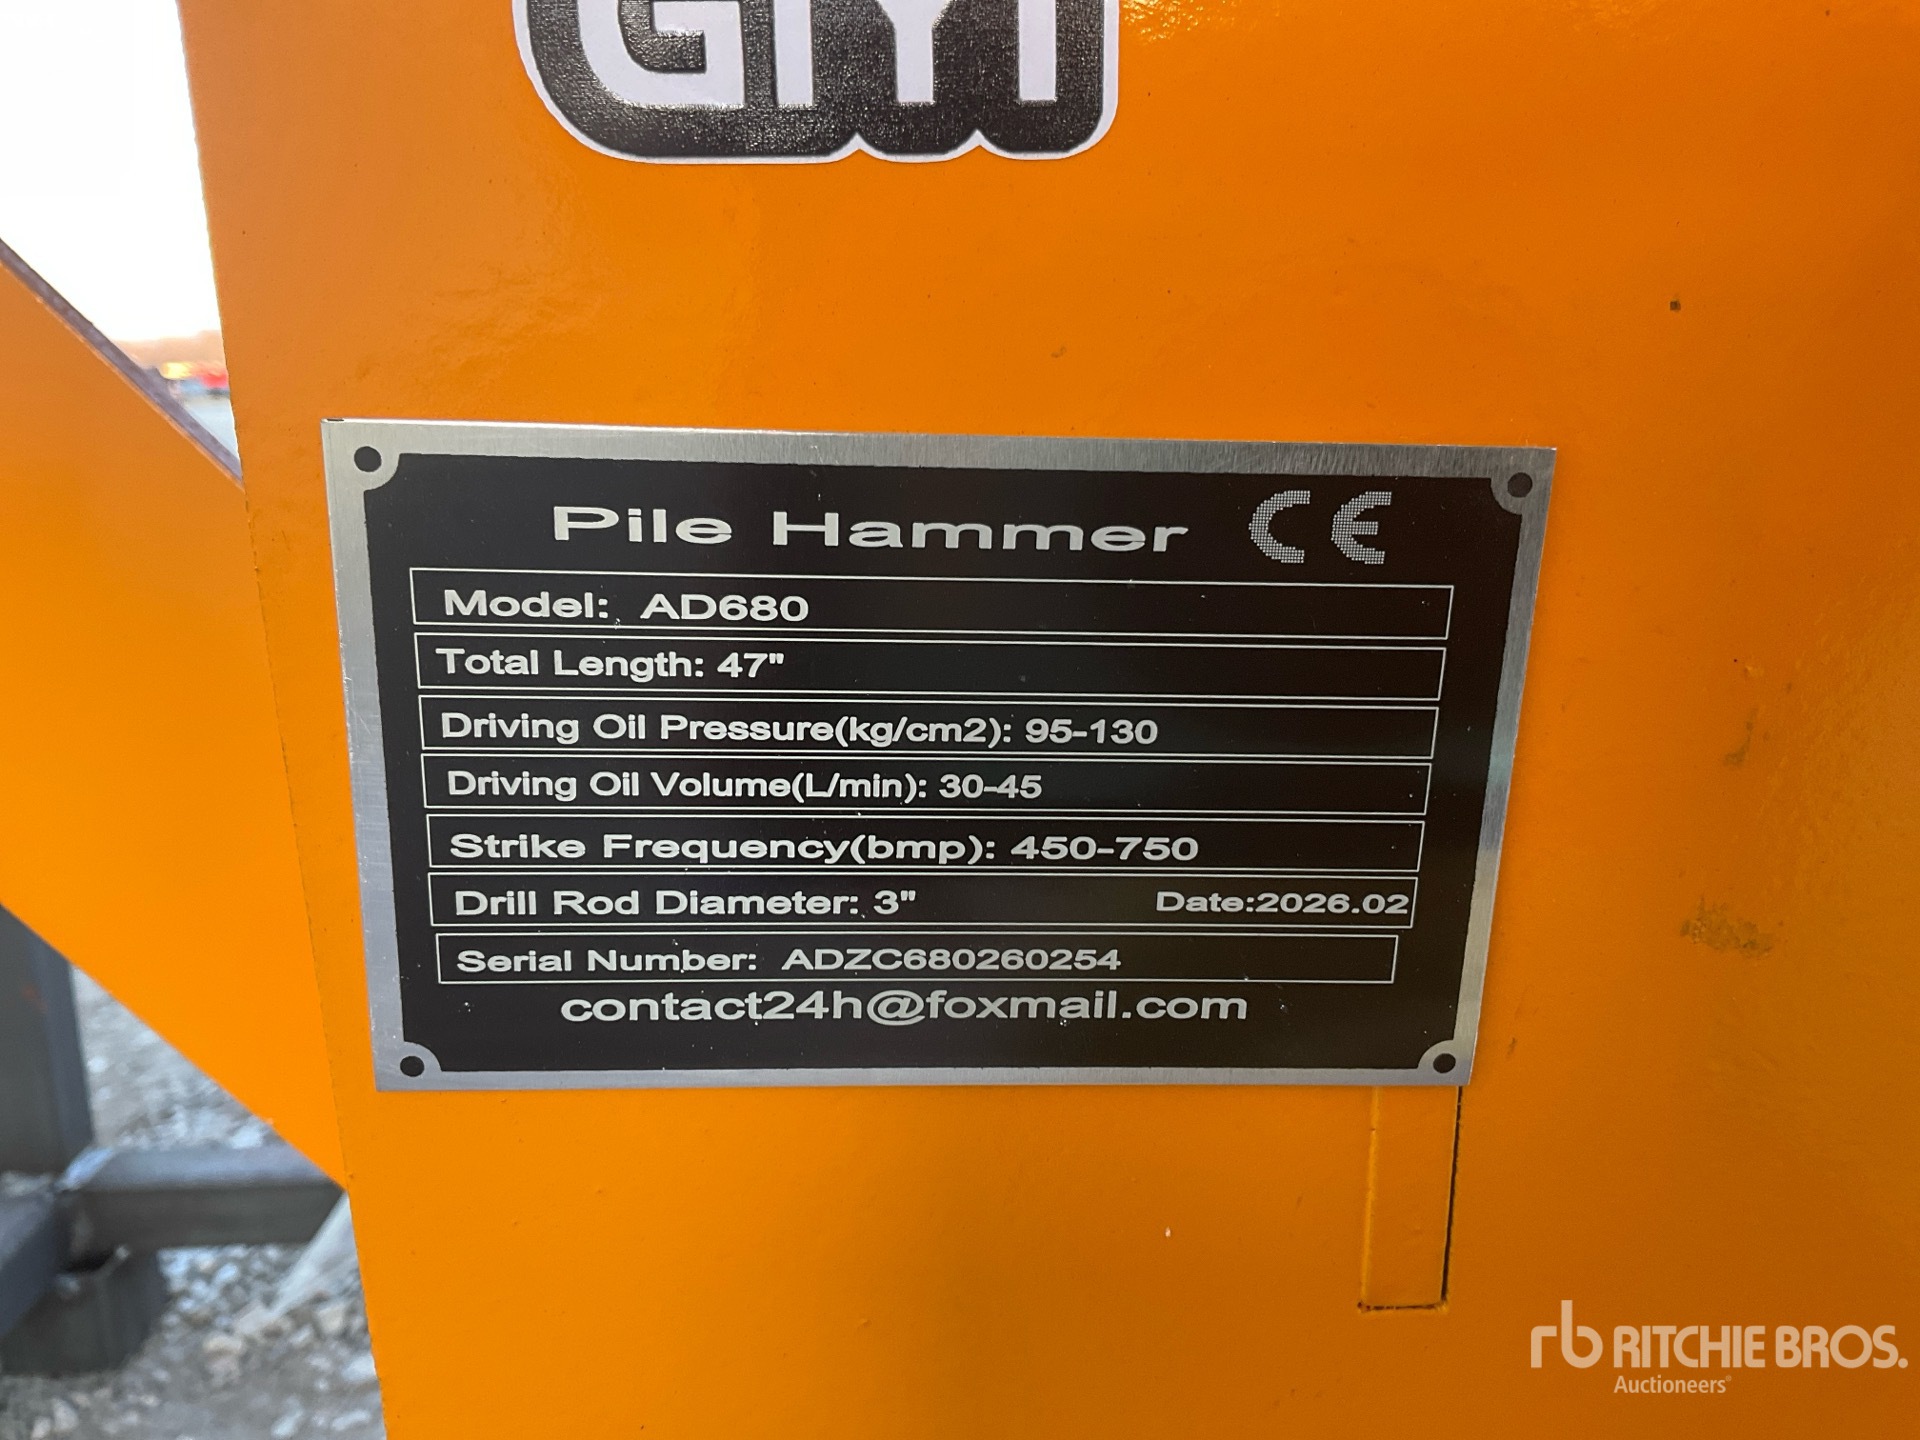 GIYI
Pile Hammer CE
Model: AD680
Total Length: 47"
Driving Oil Pressure(kg/cm2): 95-130
Driving Oil Volume(L/min): 30-45
Strike Frequency(bmp): 450-750
Drill Rod Diameter: 3" Date:2026.02
Serial Number: ADZC680260254
contact24h@foxmail.com
rb RITCHIE BROS.
Auctioneers